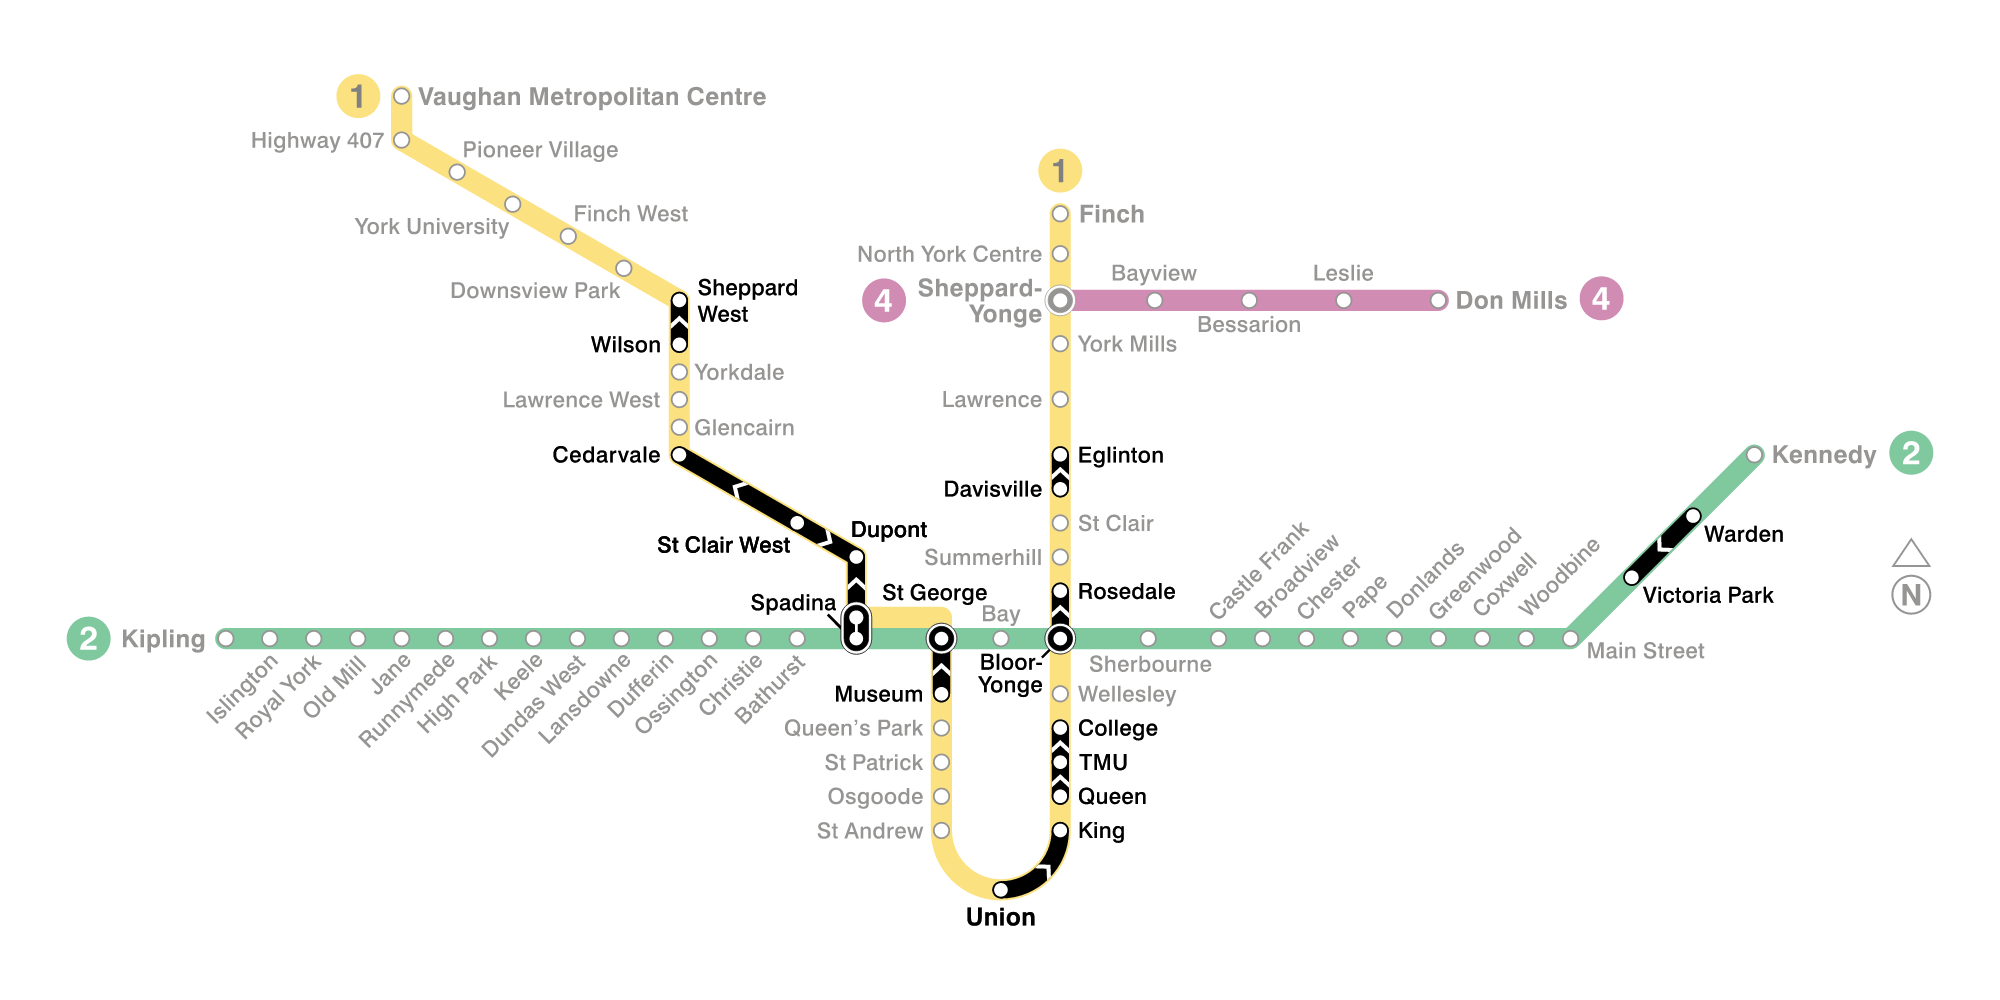 1
Vaughan Metropolitan Centre
Highway 407
Pioneer Village
York University
Finch West
Downsview Park
Sheppard
West
Wilson
Yorkdale
Lawrence West
Glencairn
Cedarvale
St Clair West
Dupont
Spadina
St George
Museum
Queen's Park
St Patrick
Osgoode
St Andrew
Union
King
Queen
TMU
College
Wellesley
Bloor-
Yonge
Rosedale
Summerhill
St Clair
Davisville
Eglinton
Lawrence
York Mills
4
Sheppard-
Yonge
North York Centre
Finch
1
Bayview
Bessarion
Leslie
Don Mills
4
2
Kipling
Islington
Royal York
Old Mill
Jane
Runnymede
High Park
Keele
Dundas West
Lansdowne
Dufferin
Ossington
Christie
Bathurst
Bay
Sherbourne
Castle Frank
Broadview
Chester
Pape
Donlands
Greenwood
Coxwell
Woodbine
Main Street
Victoria Park
Warden
Kennedy
2
N